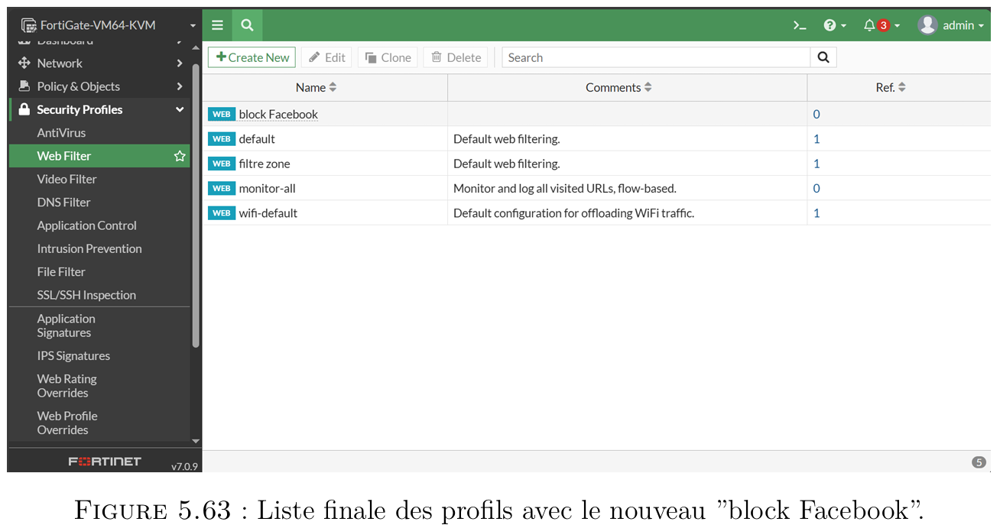 FortiGate-VM64-KVM
3
admin
Dashboard
Network
Policy & Objects
Security Profiles
AntiVirus
Web Filter
Video Filter
DNS Filter
Application Control
Intrusion Prevention
File Filter
SSL/SSH Inspection
Application
Signatures
IPS Signatures
Web Rating
Overrides
Web Profile
Overrides
FORTINET
v7.0.9
Create New Edit Clone Delete Search
Name Comments Ref.
WEB block Facebook 0
WEB default Default web filtering. 1
WEB filtre zone Default web filtering. 1
WEB monitor-all Monitor and log all visited URLs, flow-based. 0
WEB wifi-default Default configuration for offloading WiFi traffic. 1
5
FIGURE 5.63 : Liste finale des profils avec le nouveau ”block Facebook”.